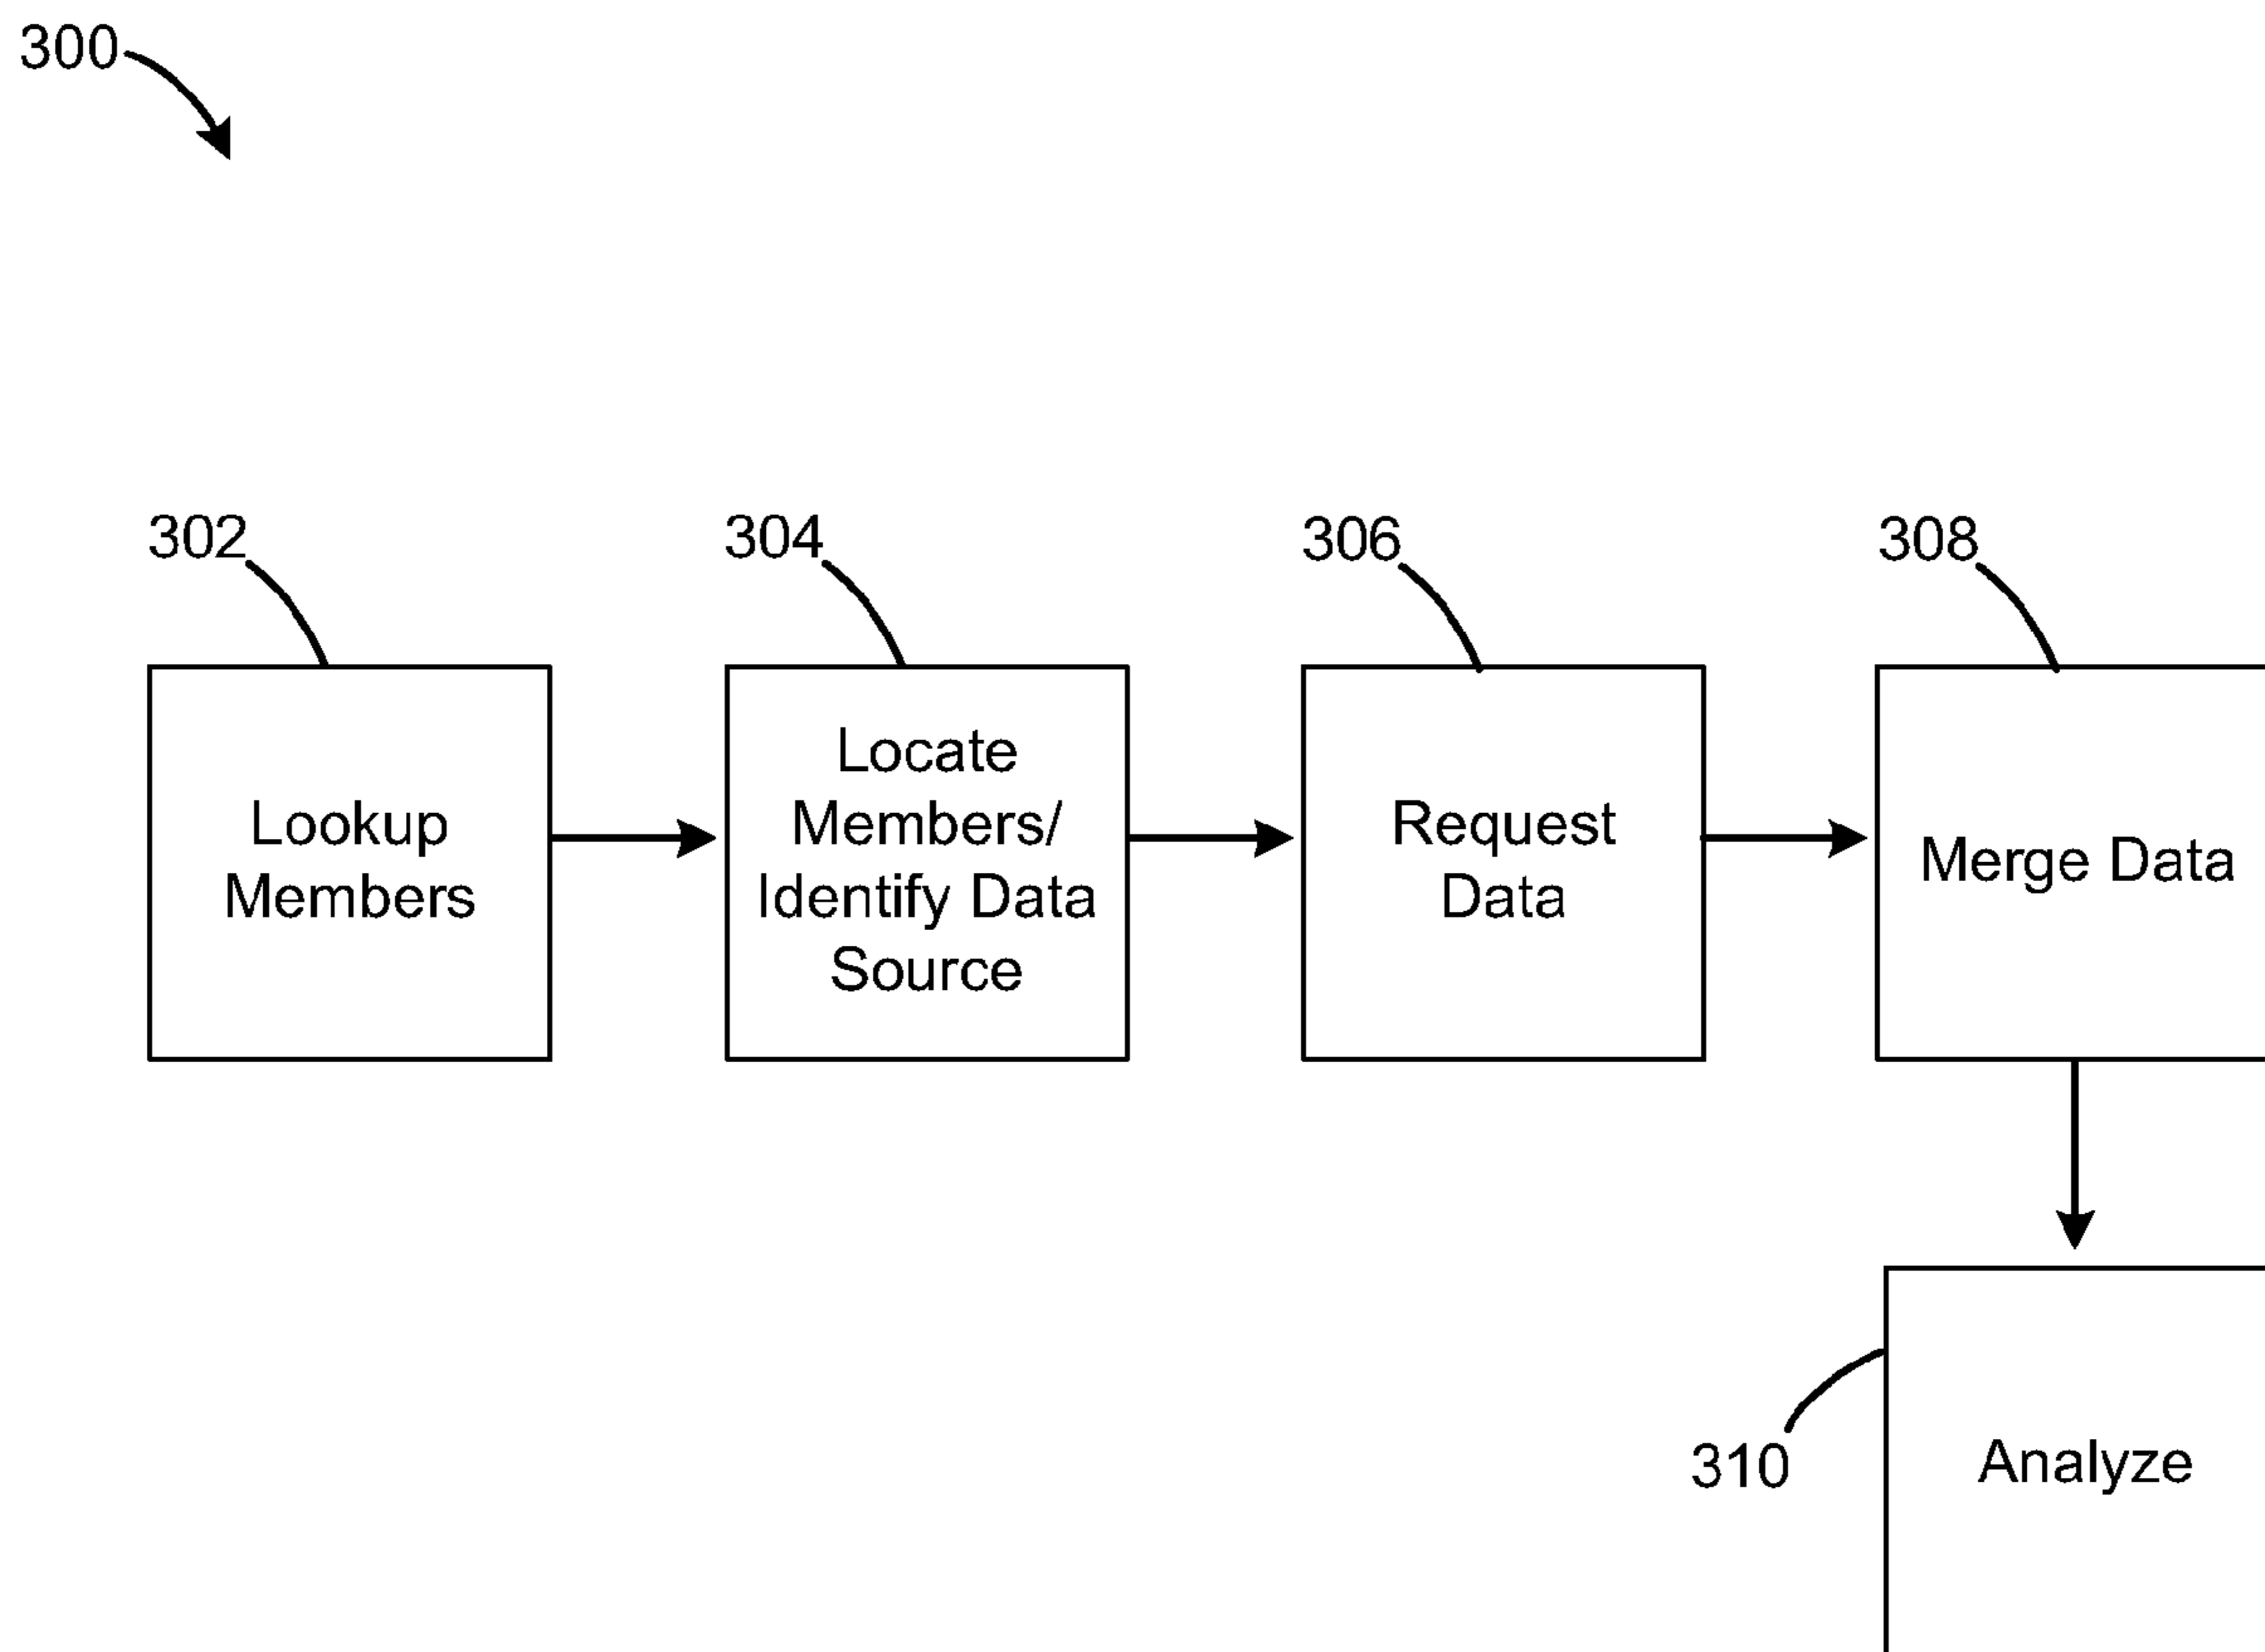 300
302
304
306
308
Lookup
Members
Locate
Members/
Identify Data
Source
Request
Data
Merge Data
310
Analyze